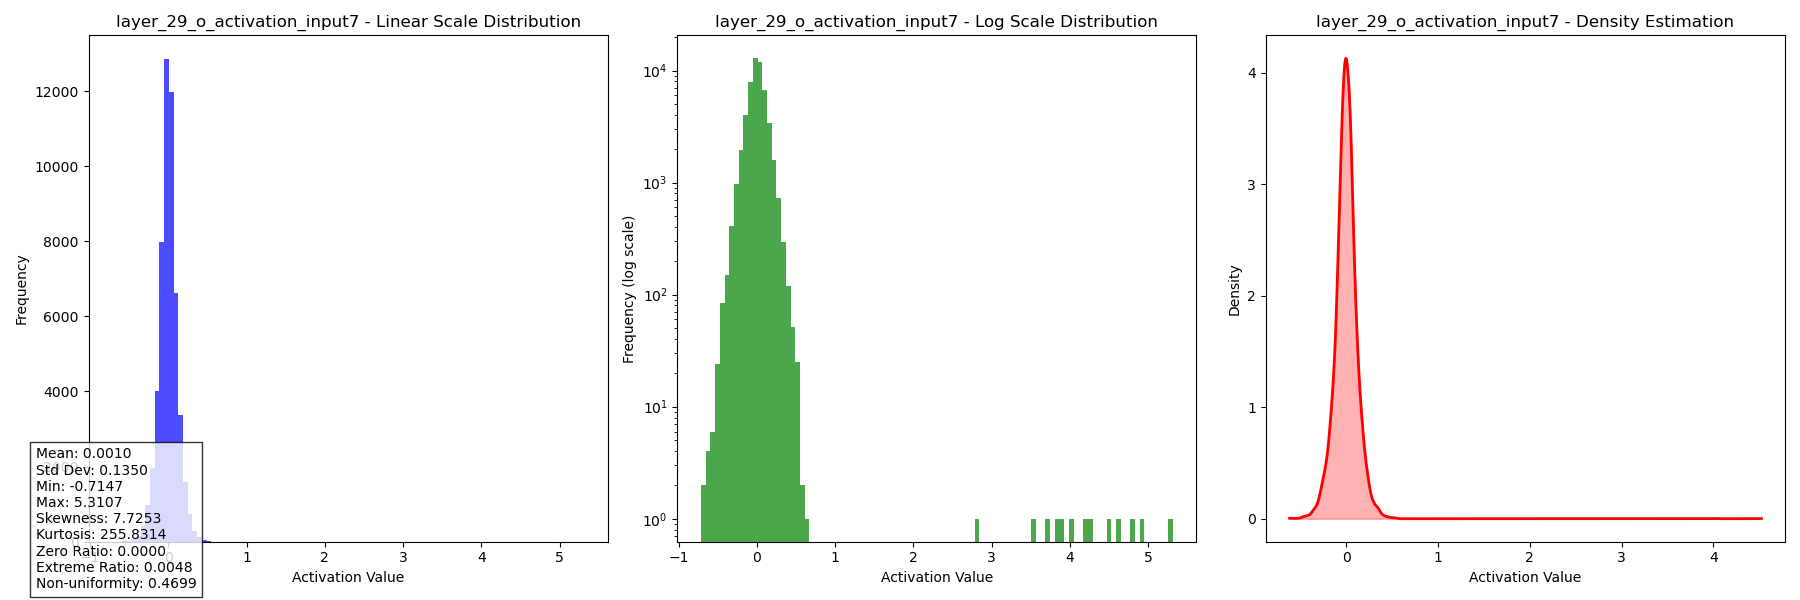 layer_29_o_activation_input7 - Linear Scale Distribution
12000
10000
8000
6000
4000
Frequency
Mean: 0.0010
Std Dev: 0.1350
Min: -0.7147
Max: 5.3107
Skewness: 7.7253
Kurtosis: 255.8314
Zero Ratio: 0.0000
Extreme Ratio: 0.0048
Non-uniformity: 0.4699
0 1 2 3 4 5
Activation Value
layer_29_o_activation_input7 - Log Scale Distribution
10^4
10^3
10^2
10^1
10^0
Frequency (log scale)
−1 0 1 2 3 4 5
Activation Value
layer_29_o_activation_input7 - Density Estimation
4
3
2
1
0
Density
0 1 2 3 4
Activation Value